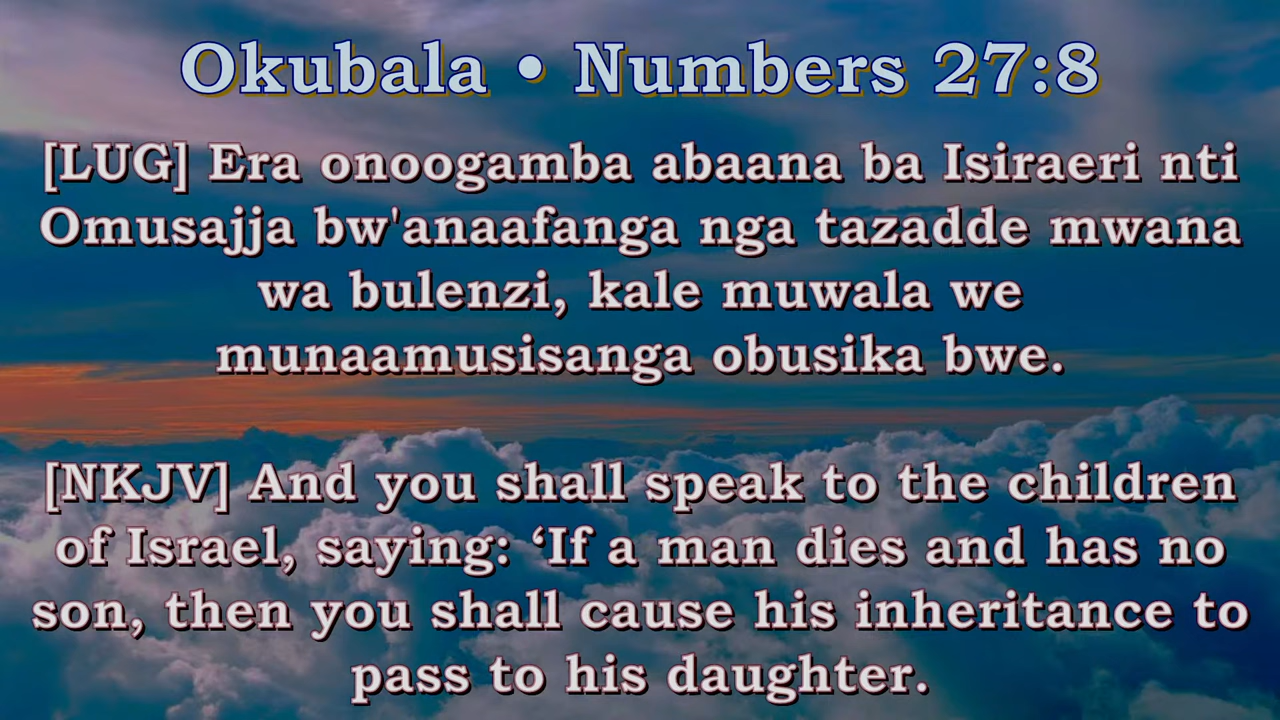 Okubala • Numbers 27:8
[LUG] Era onoogamba abaana ba Isiraeri nti
Omusajja bw'anaafanga nga tazadde mwana
wa bulenzi, kale muwala we
munaamusisanga obusika bwe.
[NKJV] And you shall speak to the children
of Israel, saying: ‘If a man dies and has no
son, then you shall cause his inheritance to
pass to his daughter.